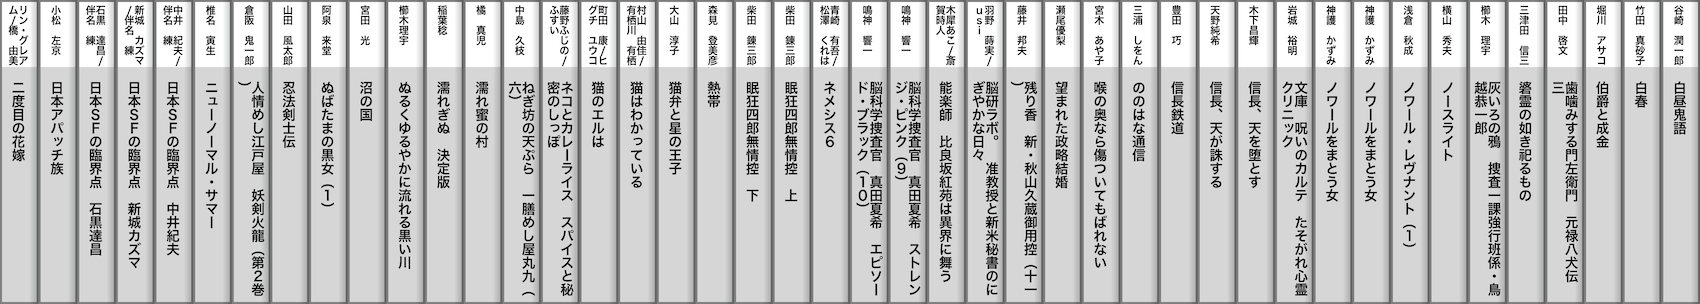 谷崎 潤一郎
白昼鬼語
竹田 真砂子
白春
堀川 アサコ
伯爵と成金
田中 啓文
歯噛みする門左衛門 元禄八犬伝
三
三津田 信三
碆霊の如き祀るもの
櫛木 理宇
灰いろの鴉 捜査一課強行班係・鳥
越恭一郎
横山 秀夫
ノースライト
浅倉 秋成
ノワール・レヴナント（1）
神護 かずみ
ノワールをまとう女
神護 かずみ
ノワールをまとう女
岩城 裕明
文庫 呪いのカルテ たそがれ心霊
クリニック
木下昌輝
信長、天を堕とす
天野純希
信長、天が誅する
豊田 巧
信長鉄道
三浦 しをん
ののはな通信
宮木 あや子
喉の奥なら傷ついてもばれない
瀬尾優梨
望まれた政略結婚
藤井 邦夫
残り香 新・秋山久蔵御用控（十一
）
羽野 蒔実/
usi
脳研ラボ。 准教授と新米秘書のに
ぎやかな日々
木犀あこ/斎
賀時人
能楽師 比良坂紅苑は異界に舞う
鳴神 響一
脳科学捜査官 真田夏希 ストレン
ジ・ピンク（9）
鳴神 響一
脳科学捜査官 真田夏希 エピソー
ド・ブラック（10）
青崎 有吾/
松澤 くれは
ネメシス6
柴田 錬三郎
眠狂四郎無情控 上
柴田 錬三郎
眠狂四郎無情控 下
森見 登美彦
熱帯
大山 淳子
猫弁と星の王子
村山 由佳/
有栖川 有栖
猫はわかっている
町田 康/ヒ
グチ ユウコ
猫のエルは
藤野ふじの/
ふすい
ネコとカレーライス スパイスと秘
密のしっぽ
中島 久枝
ねぎ坊の天ぷら 一膳めし屋丸九（
六）
橘 真児
濡れ蜜の村
稲葉稔
濡れぎぬ 決定版
櫛木理宇
ぬるくゆるやかに流れる黒い川
宮田 光
沼の国
阿泉 来堂
ぬばたまの黒女（1）
山田 風太郎
忍法剣士伝
倉阪 鬼一郎
人情めし江戸屋 妖剣火龍（第2巻
）
椎名 寅生
ニューノーマル・サマー
中井 紀夫/
伴名 練
日本SFの臨界点 中井紀夫
新城 カズマ
/伴名 練
日本SFの臨界点 新城カズマ
石黒 達昌/
伴名 練
日本SFの臨界点 石黒達昌
小松 左京
日本アパッチ族
リン・グレア
ム/橋 由美
二度目の花嫁